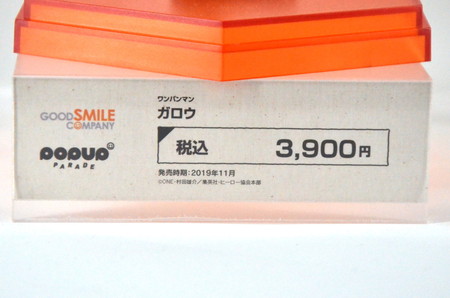 GOOD SMILE
COMPANY
POPUP
PARADE
ワンパンマン
ガロウ
税込 3,900円
発売時期：2019年11月
©ONE・村田雄介／集英社・ヒーロー協会本部